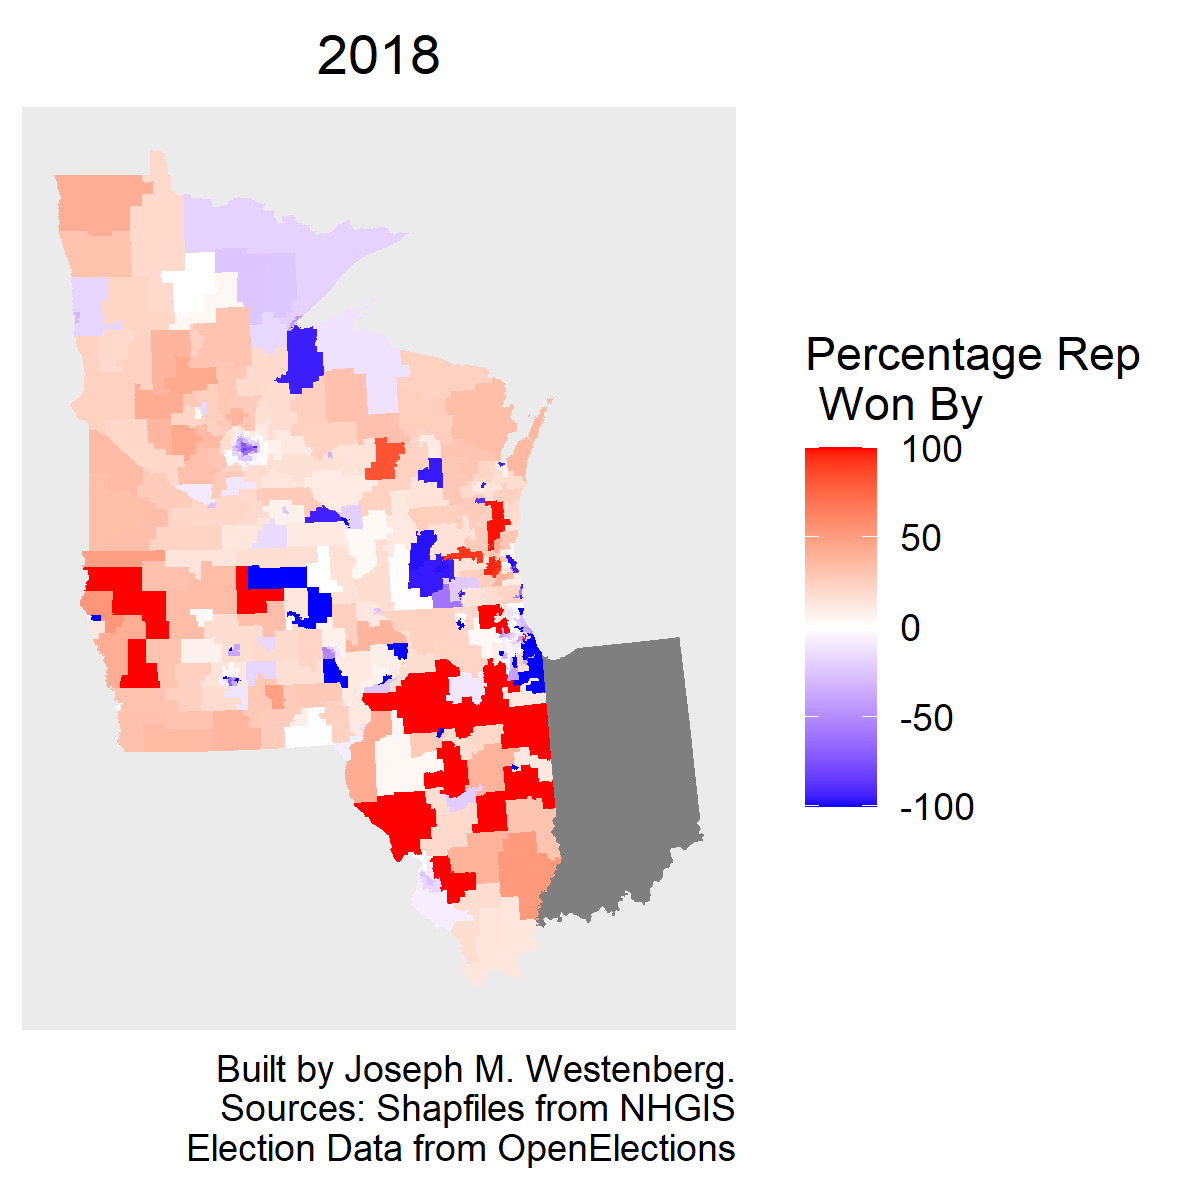 2018
Percentage Rep
Won By
100
50
0
-50
-100
Built by Joseph M. Westenberg.
Sources: Shapfiles from NHGIS
Election Data from OpenElections